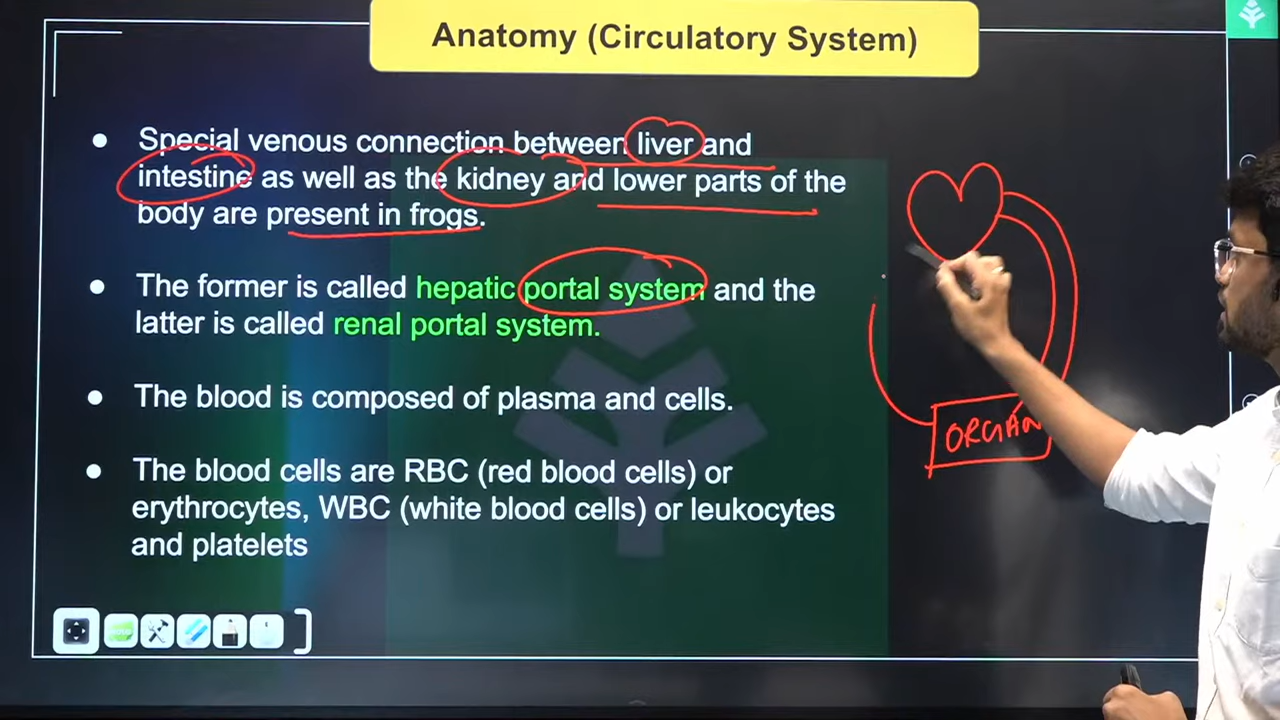 Anatomy (Circulatory System)
● Special venous connection between liver and
intestine as well as the kidney and lower parts of the
body are present in frogs.
● The former is called hepatic portal system and the
latter is called renal portal system.
● The blood is composed of plasma and cells.
● The blood cells are RBC (red blood cells) or
erythrocytes, WBC (white blood cells) or leukocytes
and platelets
ORGAN